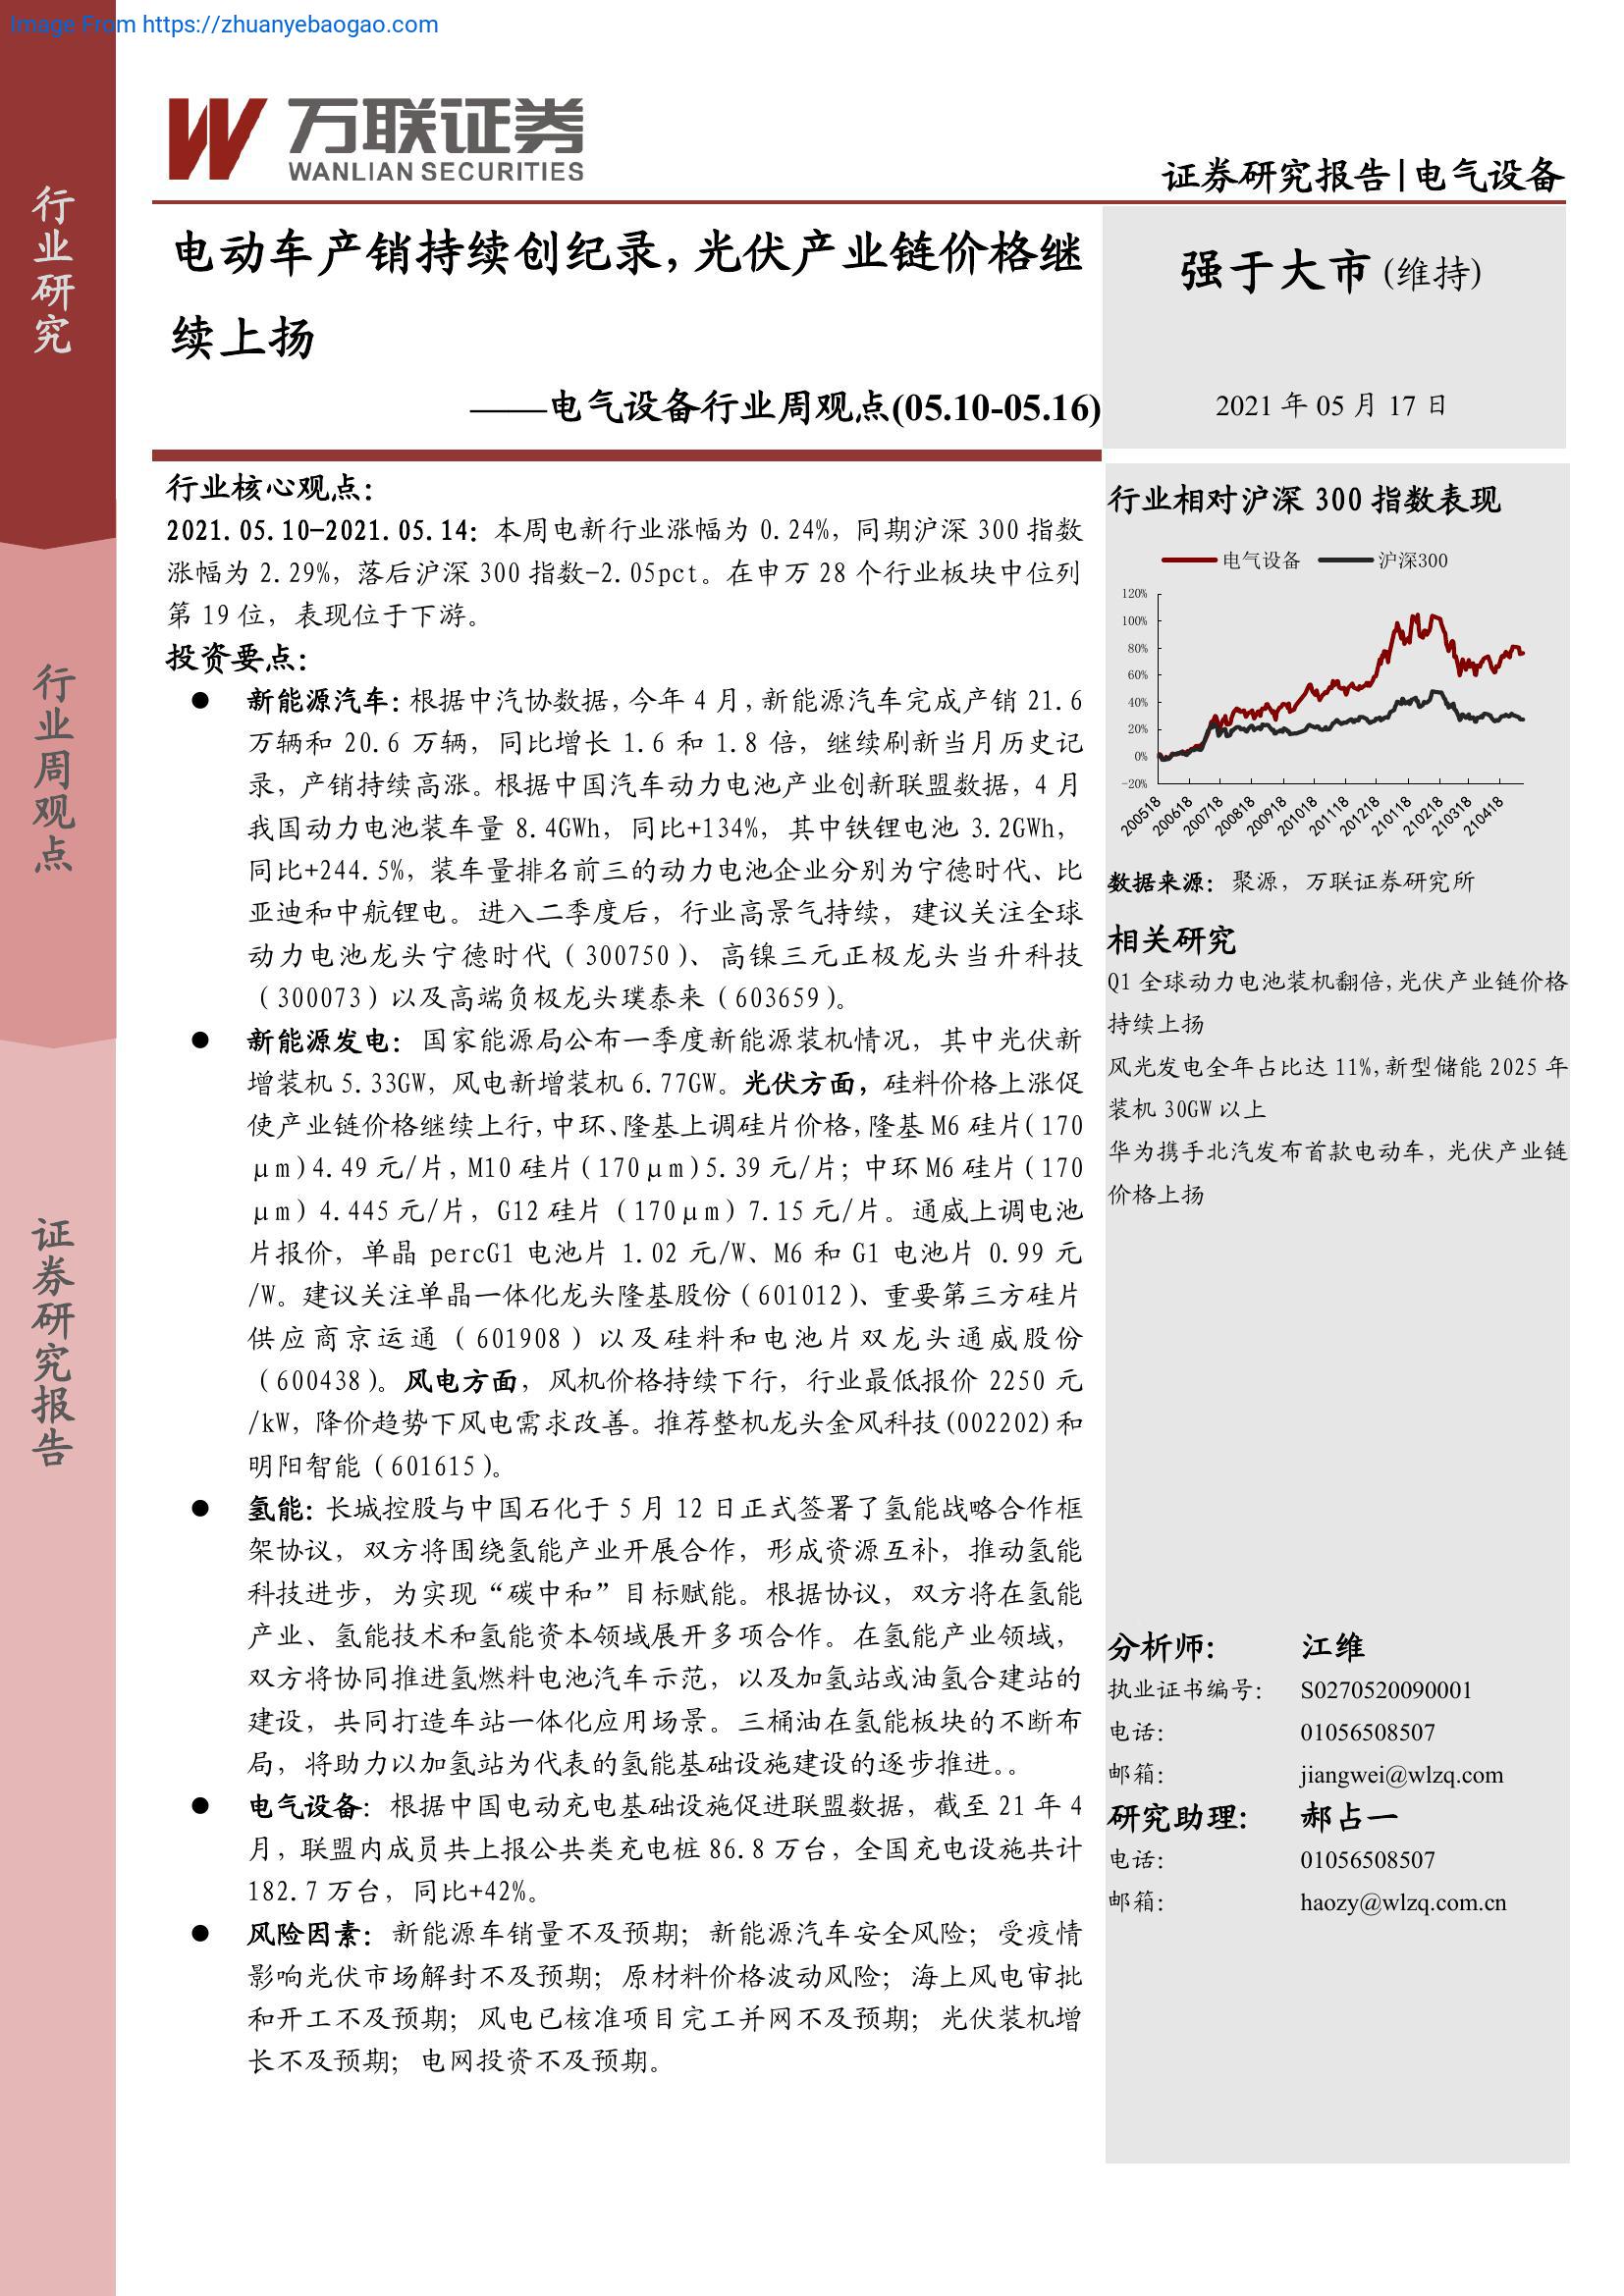 Image From https://zhuanyebaogao.com
万联证券
WANLIAN SECURITIES
证券研究报告|电气设备
行业研究
行业周观点
证券研究报告
电动车产销持续创纪录，光伏产业链价格继
续上扬
——电气设备行业周观点(05.10-05.16)
强于大市(维持)
2021 年 05 月 17 日
行业核心观点：
2021.05.10-2021.05.14：本周电新行业涨幅为 0.24%，同期沪深 300 指数
涨幅为 2.29%，落后沪深 300 指数-2.05pct。在申万 28 个行业板块中位列
第 19 位，表现位于下游。
投资要点：
● 新能源汽车：根据中汽协数据，今年 4 月，新能源汽车完成产销 21.6
万辆和 20.6 万辆，同比增长 1.6 和 1.8 倍，继续刷新当月历史记
录，产销持续高涨。根据中国汽车动力电池产业创新联盟数据，4 月
我国动力电池装车量 8.4GWh，同比+134%，其中铁锂电池 3.2GWh，
同比+244.5%，装车量排名前三的动力电池企业分别为宁德时代、比
亚迪和中航锂电。进入二季度后，行业高景气持续，建议关注全球
动力电池龙头宁德时代（300750）、高镍三元正极龙头当升科技
（300073）以及高端负极龙头璞泰来（603659）。
● 新能源发电：国家能源局公布一季度新能源装机情况，其中光伏新
增装机 5.33GW，风电新增装机 6.77GW。光伏方面，硅料价格上涨促
使产业链价格继续上行，中环、隆基上调硅片价格，隆基 M6 硅片（170
μm）4.49 元/片，M10 硅片（170μm）5.39 元/片；中环 M6 硅片（170
μm）4.445 元/片，G12 硅片（170μm）7.15 元/片。通威上调电池
片报价，单晶 percG1 电池片 1.02 元/W、M6 和 G1 电池片 0.99 元
/W。建议关注单晶一体化龙头隆基股份（601012）、重要第三方硅片
供应商京运通（601908）以及硅料和电池片双龙头通威股份
（600438）。风电方面，风机价格持续下行，行业最低报价 2250 元
/kW，降价趋势下风电需求改善。推荐整机龙头金风科技(002202)和
明阳智能（601615）。
● 氢能：长城控股与中国石化于 5 月 12 日正式签署了氢能战略合作框
架协议，双方将围绕氢能产业开展合作，形成资源互补，推动氢能
科技进步，为实现“碳中和”目标赋能。根据协议，双方将在氢能
产业、氢能技术和氢能资本领域展开多项合作。在氢能产业领域，
双方将协同推进氢燃料电池汽车示范，以及加氢站或油氢合建站的
建设，共同打造车站一体化应用场景。三桶油在氢能板块的不断布
局，将助力以加氢站为代表的氢能基础设施建设的逐步推进。。
● 电气设备：根据中国电动充电基础设施促进联盟数据，截至 21 年 4
月，联盟内成员共上报公共类充电桩 86.8 万台，全国充电设施共计
182.7 万台，同比+42%。
● 风险因素：新能源车销量不及预期；新能源汽车安全风险；受疫情
影响光伏市场解封不及预期；原材料价格波动风险；海上风电审批
和开工不及预期；风电已核准项目完工并网不及预期；光伏装机增
长不及预期；电网投资不及预期。
行业相对沪深 300 指数表现
电气设备 沪深300
120%
100%
80%
60%
40%
20%
0%
-20%
200518 200618 200718 200818 200918 201018 201118 201218 210118 210218 210318 210418
数据来源：聚源，万联证券研究所
相关研究
Q1 全球动力电池装机翻倍，光伏产业链价格
持续上扬
风光发电全年占比达 11%，新型储能 2025 年
装机 30GW 以上
华为携手北汽发布首款电动车，光伏产业链
价格上扬
分析师： 江维
执业证书编号： S0270520090001
电话： 01056508507
邮箱： jiangwei@wlzq.com
研究助理： 郝占一
电话： 01056508507
邮箱： haozy@wlzq.com.cn